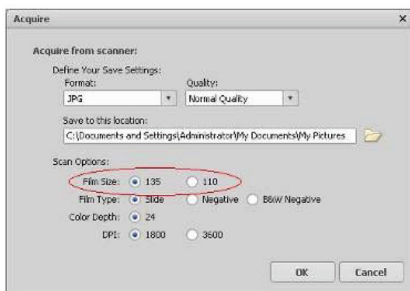 Acquire
Acquire from scanner:
Define Your Save Settings:
Format: Quality:
JPG Normal Quality
Save to this location:
C:\Documents and Settings\Administrator\My Documents\My Pictures
Scan Options:
Film Size: 135 110
Film Type: Slide Negative B&W Negative
Color Depth: 24
DPI: 1800 3600
OK Cancel